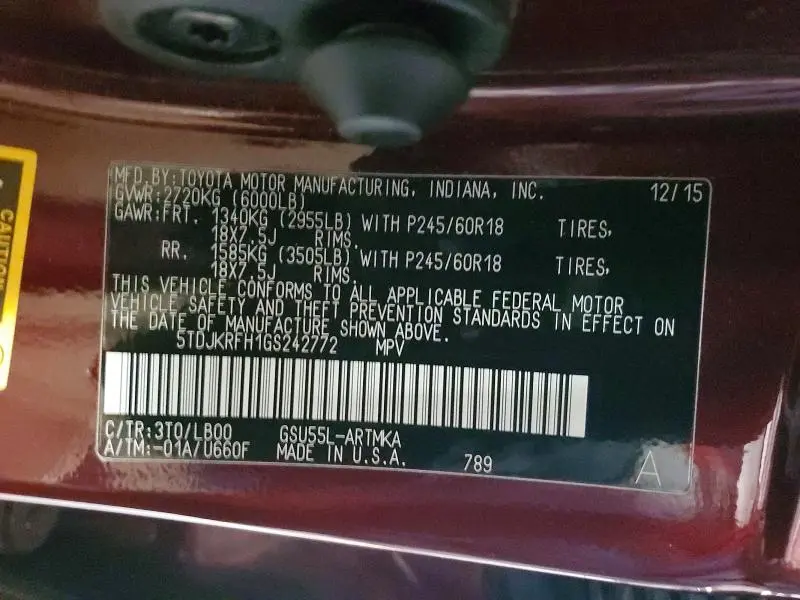 MFD.BY:TOYOTA MOTOR MANUFACTURING, INDIANA, INC. 12/15
GVWR:2720KG (6000LB)
GAWR:FRT. 1340KG (2955LB) WITH P245/60R18 TIRES,
18X7.5J RIMS.
RR. 1585KG (3505LB) WITH P245/60R18 TIRES,
18X7.5J RIMS.
THIS VEHICLE CONFORMS TO ALL APPLICABLE FEDERAL MOTOR
VEHICLE SAFETY AND THEFT PREVENTION STANDARDS IN EFFECT ON
THE DATE OF MANUFACTURE SHOWN ABOVE.
5TDJKRFH1GS242772 MPV
C/TR:3T0/LB00 GSU55L-ARTMKA
A/TM:-01A/U660F MADE IN U.S.A. 789
A
CAUTION